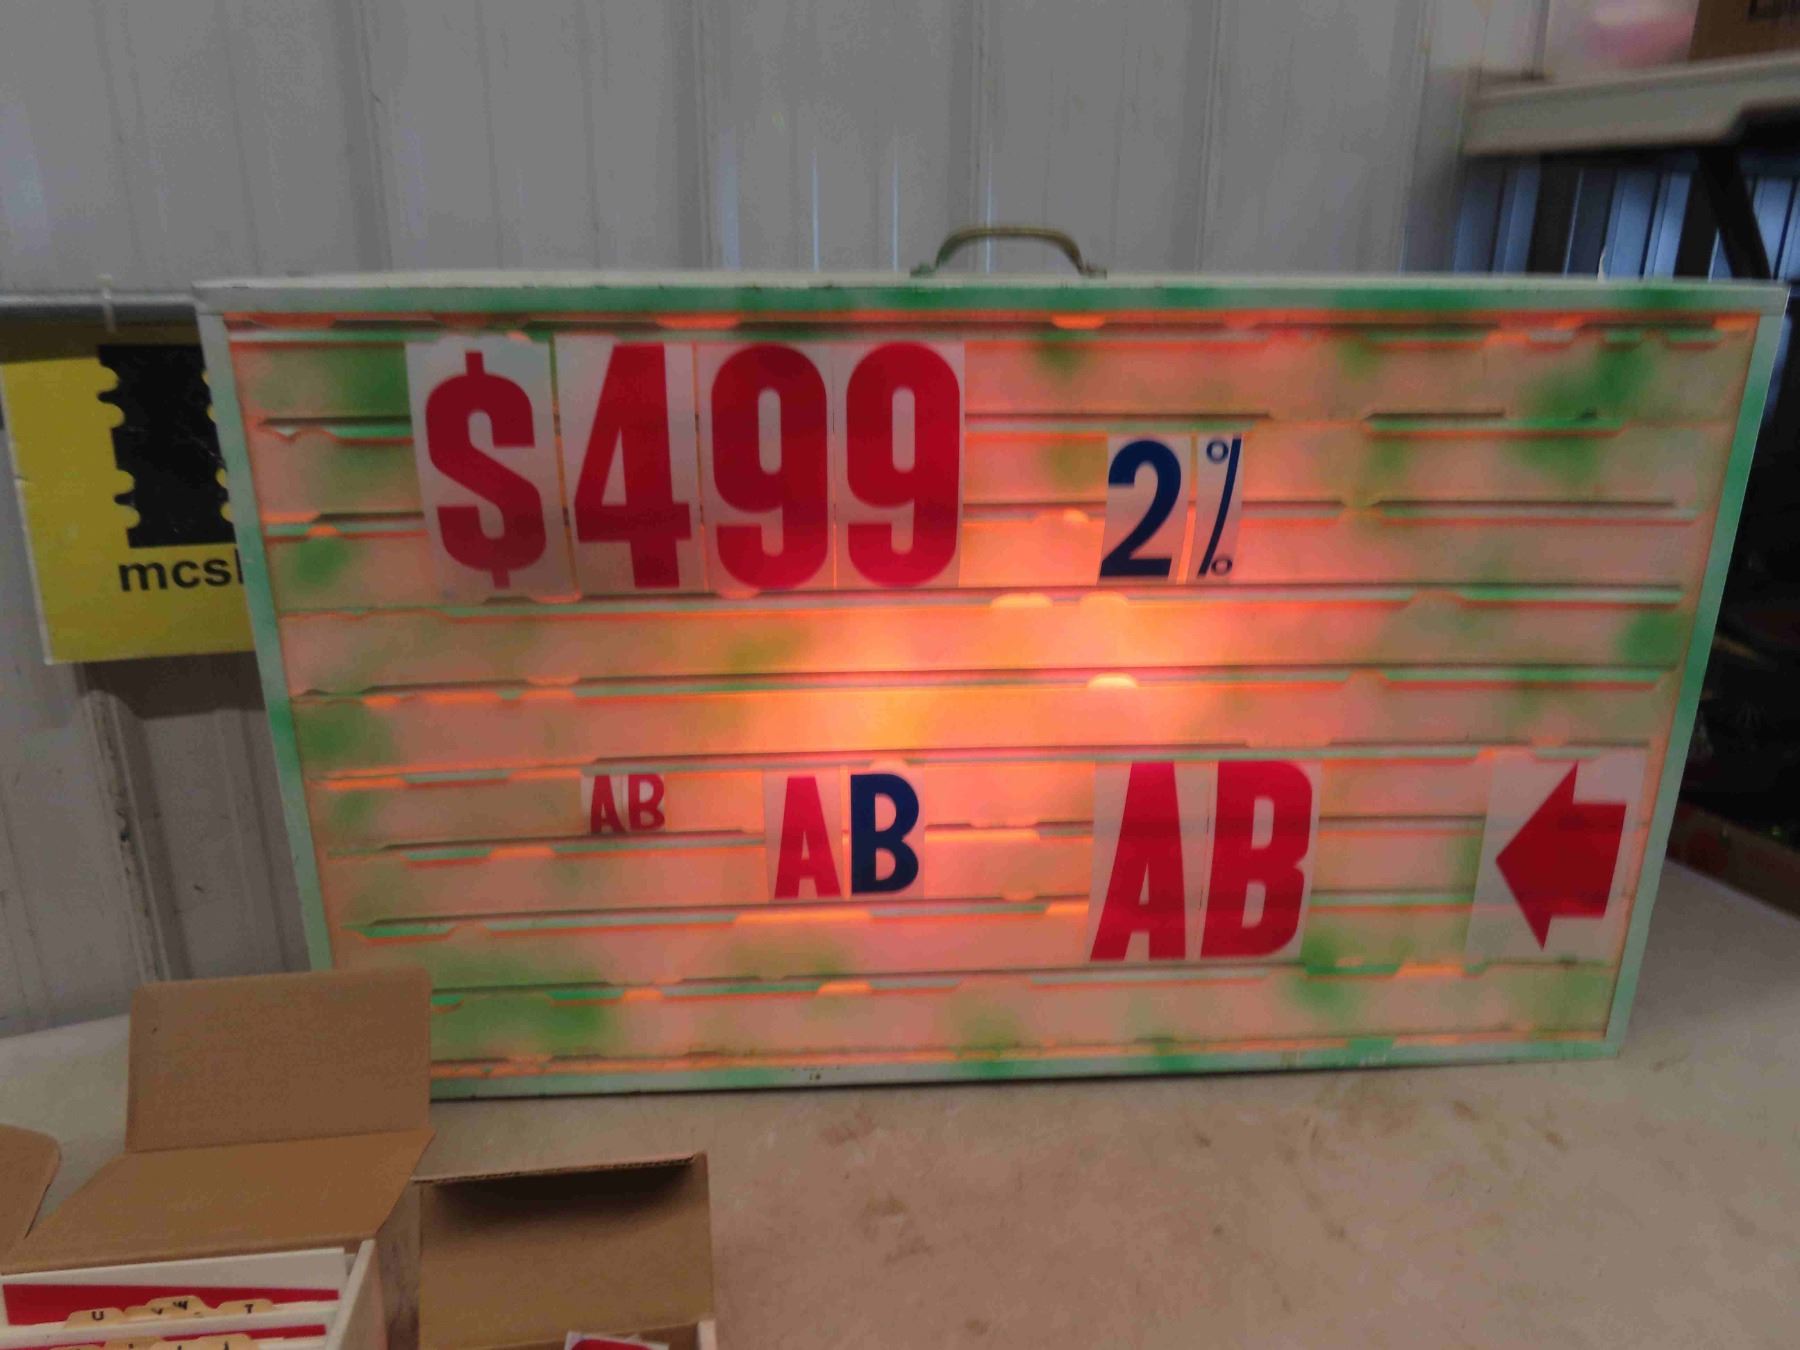 $499 2%
mcs
AB AB AB
U V W T